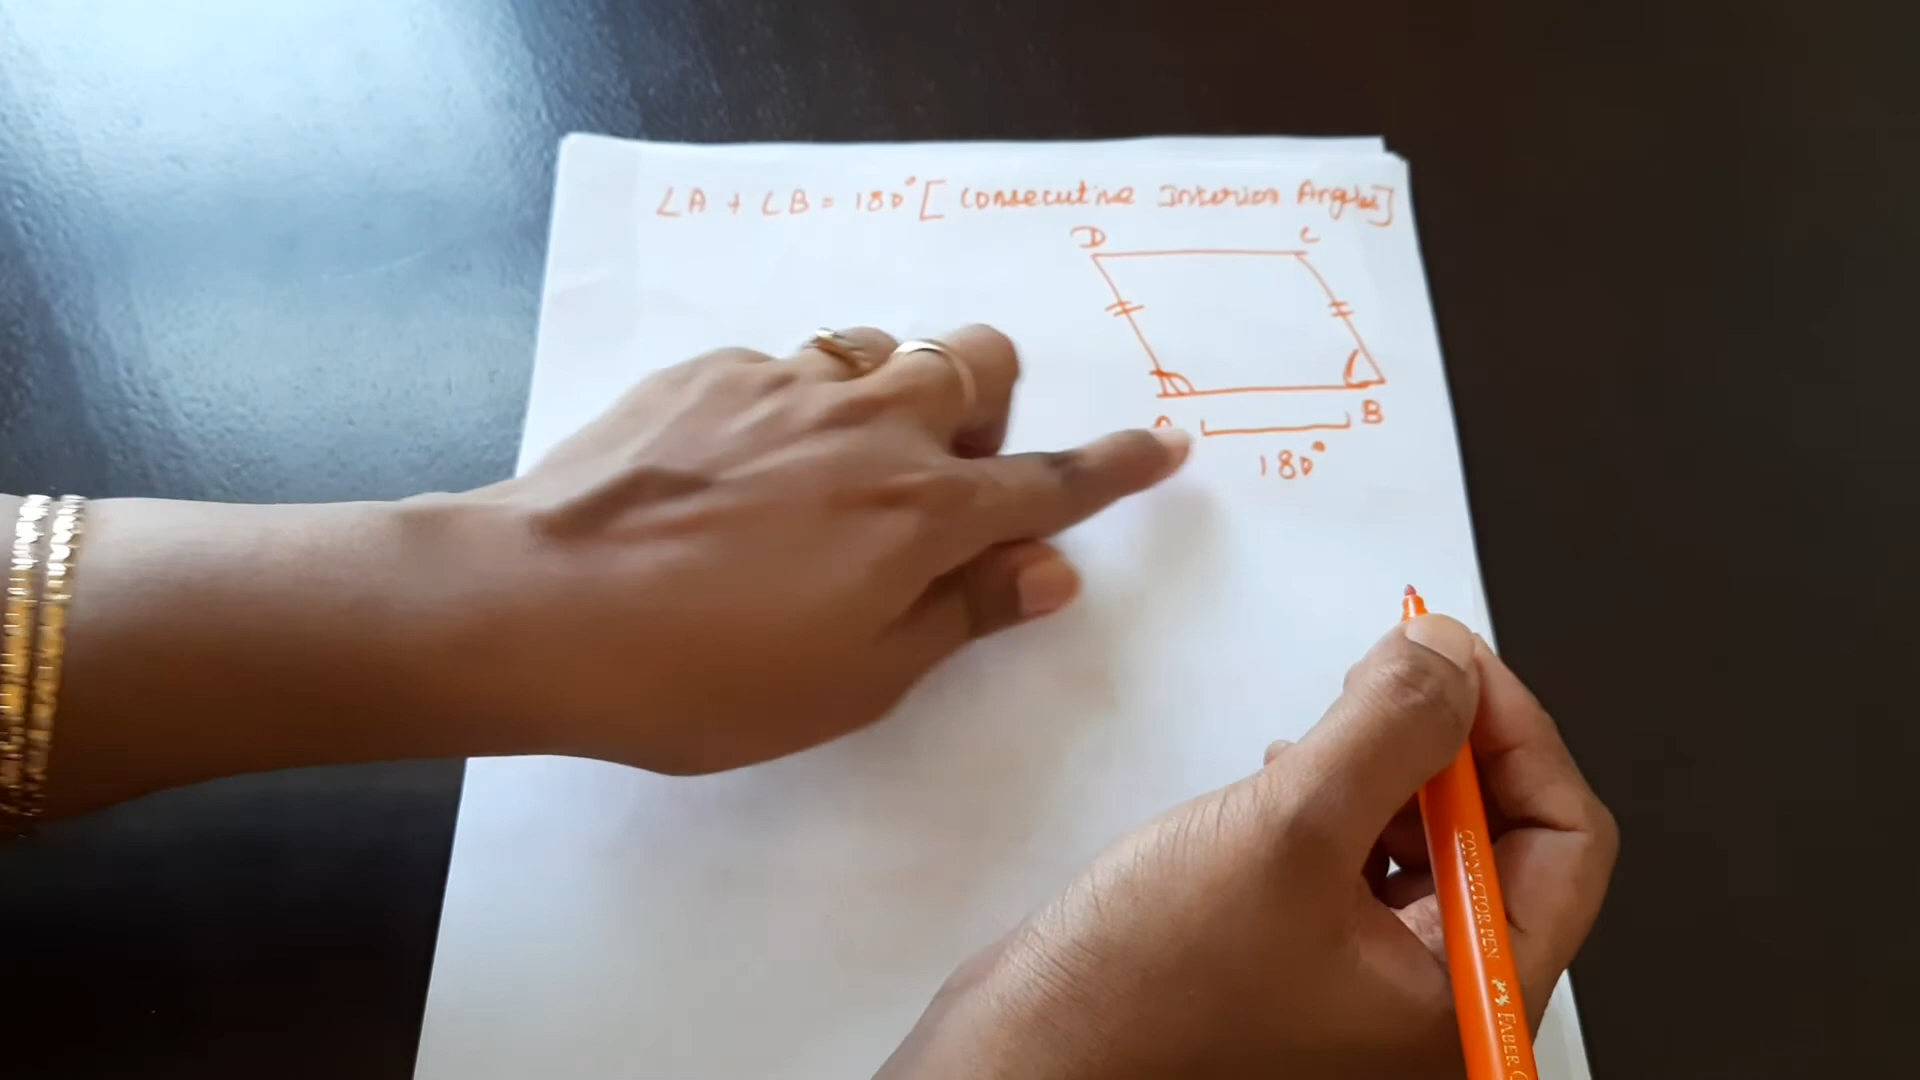 ∠A + ∠B = 180° [ Consecutive Interior Angles]
D C
A B
180°
CONNECTOR PEN FABER C